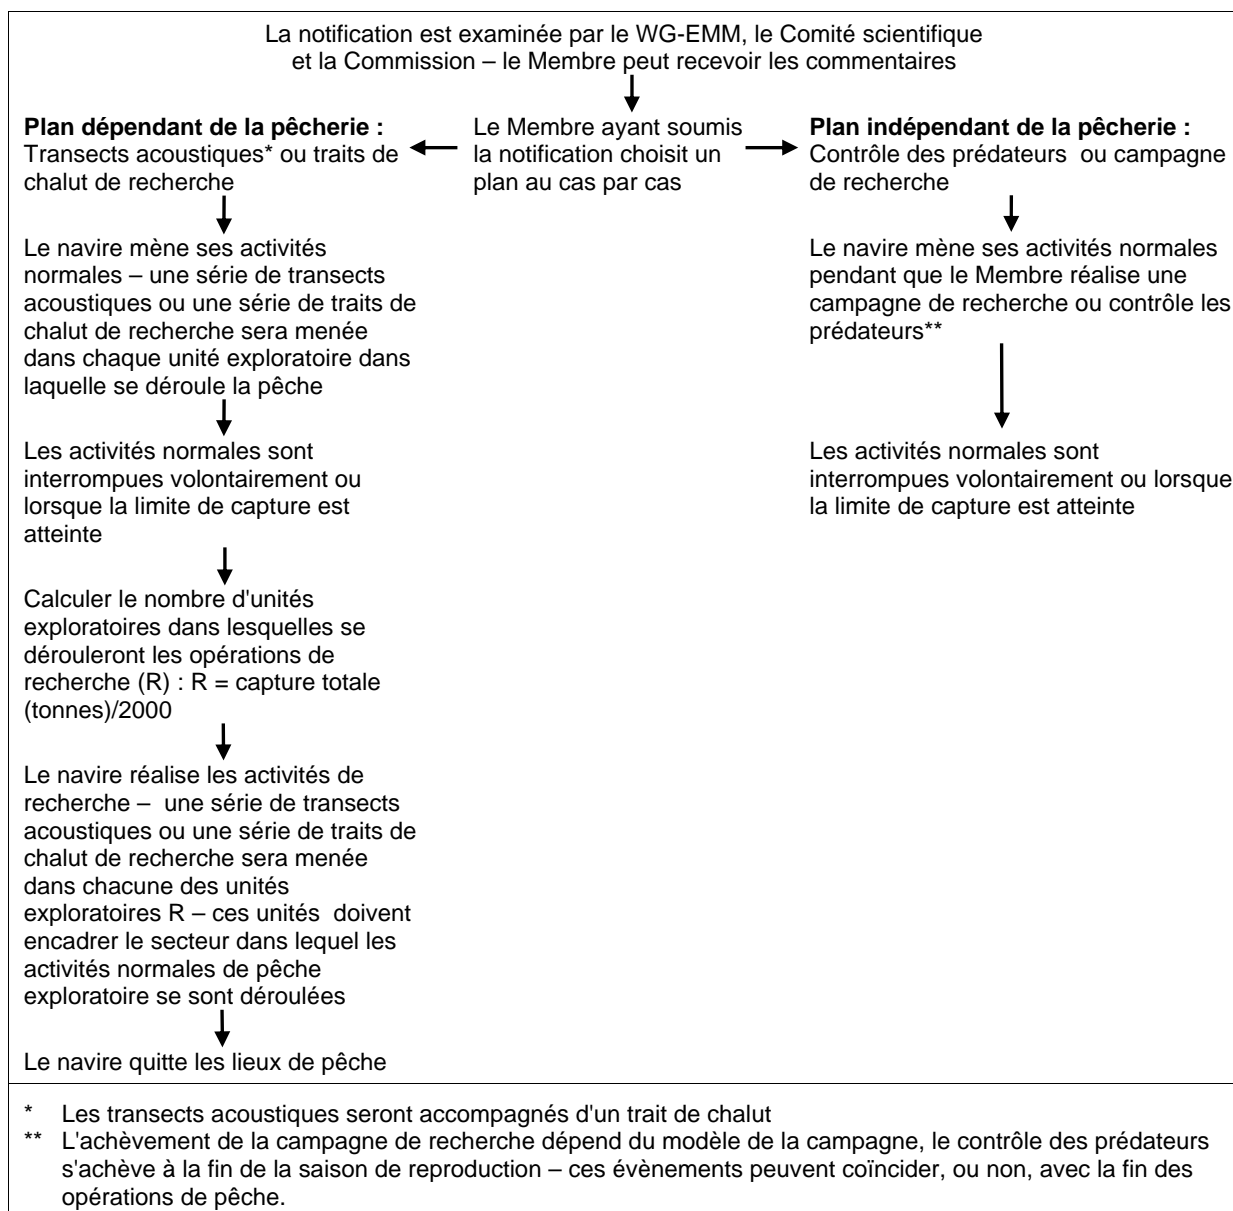 La notification est examinée par le WG-EMM, le Comité scientifique
et la Commission – le Membre peut recevoir les commentaires
Plan dépendant de la pêcherie :
Transects acoustiques* ou traits de
chalut de recherche
Le Membre ayant soumis
la notification choisit un
plan au cas par cas
Plan indépendant de la pêcherie :
Contrôle des prédateurs ou campagne
de recherche
Le navire mène ses activités
normales – une série de transects
acoustiques ou une série de traits de
chalut de recherche sera menée
dans chaque unité exploratoire dans
laquelle se déroule la pêche
Le navire mène ses activités normales
pendant que le Membre réalise une
campagne de recherche ou contrôle les
prédateurs**
Les activités normales sont
interrompues volontairement ou
lorsque la limite de capture est
atteinte
Les activités normales sont
interrompues volontairement ou lorsque
la limite de capture est atteinte
Calculer le nombre d'unités
exploratoires dans lesquelles se
dérouleront les opérations de
recherche (R) : R = capture totale
(tonnes)/2000
Le navire réalise les activités de
recherche – une série de transects
acoustiques ou une série de traits de
chalut de recherche sera menée
dans chacune des unités
exploratoires R – ces unités doivent
encadrer le secteur dans lequel les
activités normales de pêche
exploratoire se sont déroulées
Le navire quitte les lieux de pêche
* Les transects acoustiques seront accompagnés d'un trait de chalut
** L'achèvement de la campagne de recherche dépend du modèle de la campagne, le contrôle des prédateurs
s'achève à la fin de la saison de reproduction – ces évènements peuvent coïncider, ou non, avec la fin des
opérations de pêche.